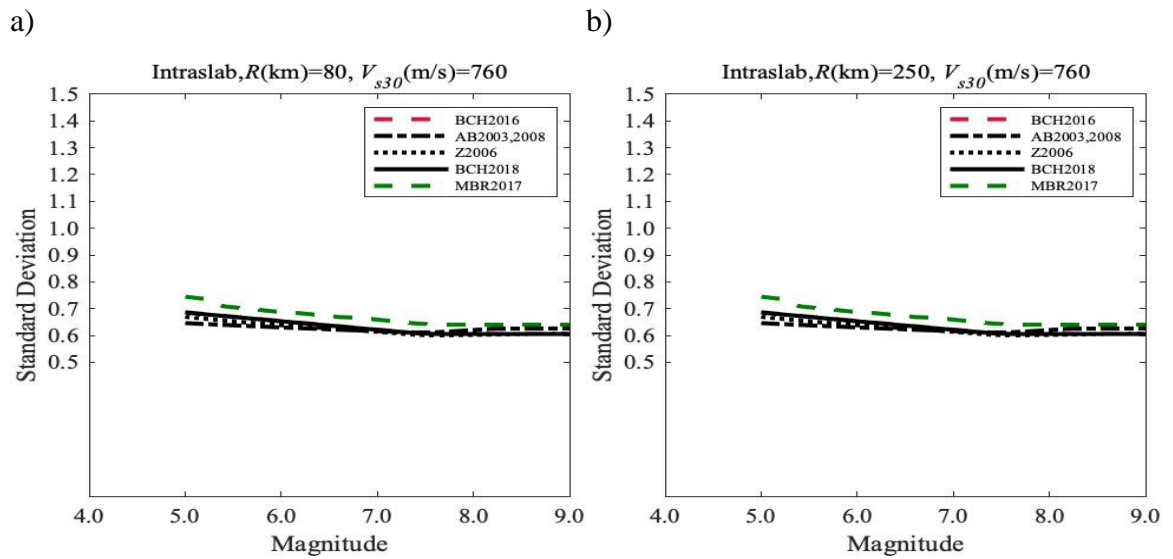 a)
Intraslab,R(km)=80, Vs30(m/s)=760
1.5
1.4
1.3
1.2
1.1
1.0
0.9
0.8
0.7
0.6
0.5
Standard Deviation
BCH2016
AB2003,2008
Z2006
BCH2018
MBR2017
4.0 5.0 6.0 7.0 8.0 9.0
Magnitude
b)
Intraslab,R(km)=250, Vs30(m/s)=760
1.5
1.4
1.3
1.2
1.1
1.0
0.9
0.8
0.7
0.6
0.5
Standard Deviation
BCH2016
AB2003,2008
Z2006
BCH2018
MBR2017
4.0 5.0 6.0 7.0 8.0 9.0
Magnitude